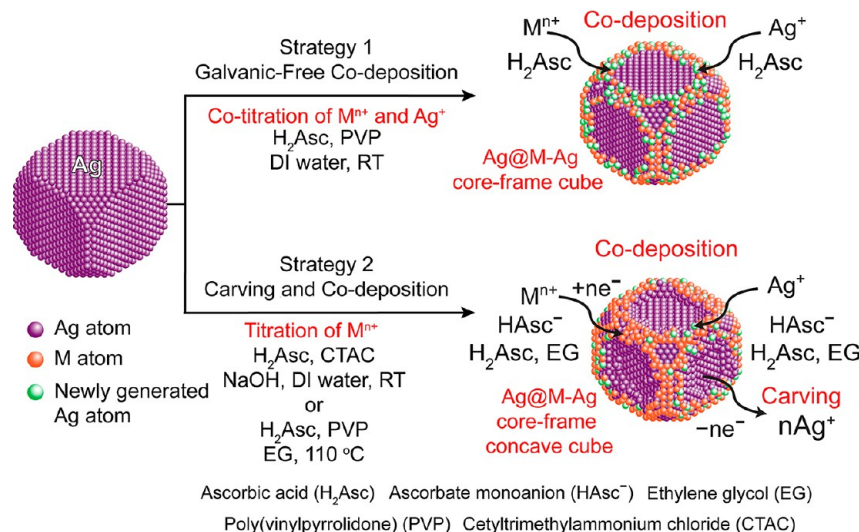 Strategy 1
Galvanic-Free Co-deposition
Co-titration of Mⁿ⁺ and Ag⁺
H₂Asc, PVP
DI water, RT
Co-deposition
Mⁿ⁺
Ag⁺
H₂Asc
H₂Asc
Ag@M-Ag
core-frame cube
Ag
Strategy 2
Carving and Co-deposition
Titration of Mⁿ⁺
H₂Asc, CTAC
NaOH, DI water, RT
or
H₂Asc, PVP
EG, 110 °C
Co-deposition
Mⁿ⁺
+ne⁻
Ag⁺
HAsc⁻
H₂Asc, EG
HAsc⁻
H₂Asc, EG
Ag@M-Ag
core-frame
concave cube
Carving
nAg⁺
−ne⁻
Ag atom
M atom
Newly generated
Ag atom
Ascorbic acid (H₂Asc) Ascorbate monoanion (HAsc⁻) Ethylene glycol (EG)
Poly(vinylpyrrolidone) (PVP) Cetyltrimethylammonium chloride (CTAC)